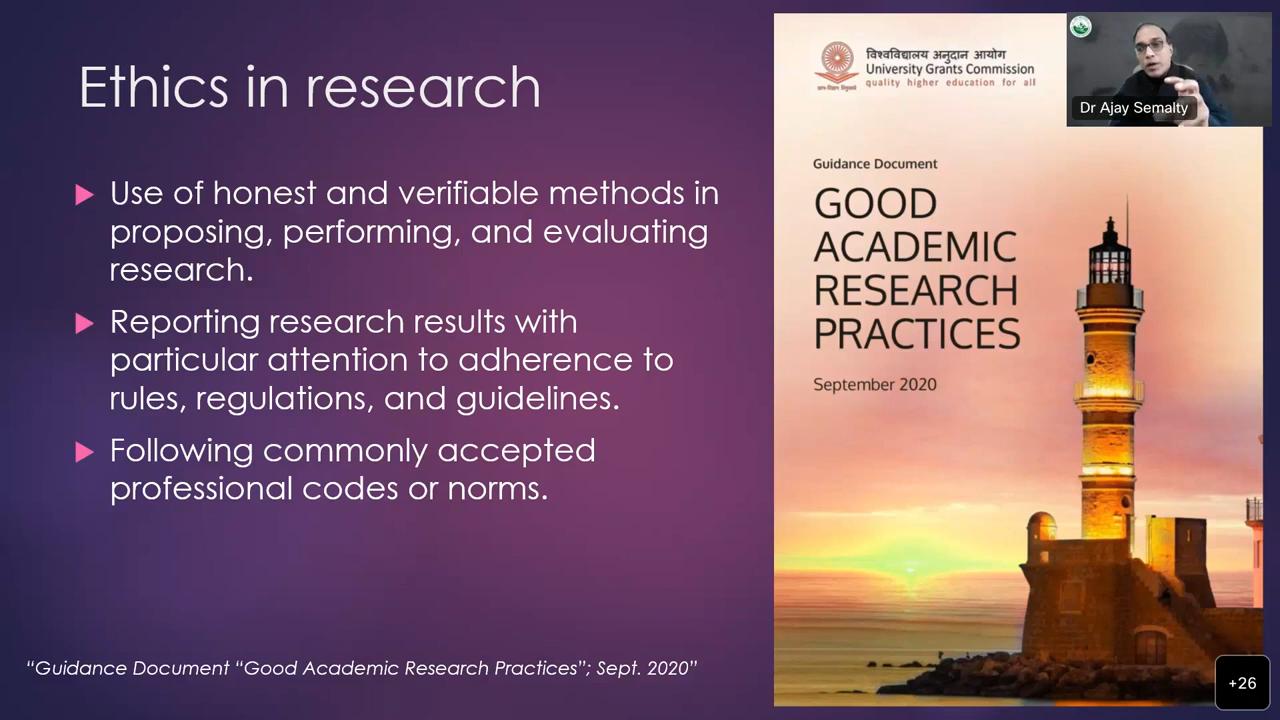 Ethics in research
Use of honest and verifiable methods in
proposing, performing, and evaluating
research.
Reporting research results with
particular attention to adherence to
rules, regulations, and guidelines.
Following commonly accepted
professional codes or norms.
“Guidance Document “Good Academic Research Practices”; Sept. 2020”
विश्वविद्यालय अनुदान आयोग
University Grants Commission
quality higher education for all
Guidance Document
GOOD
ACADEMIC
RESEARCH
PRACTICES
September 2020
Dr Ajay Semalty
+26